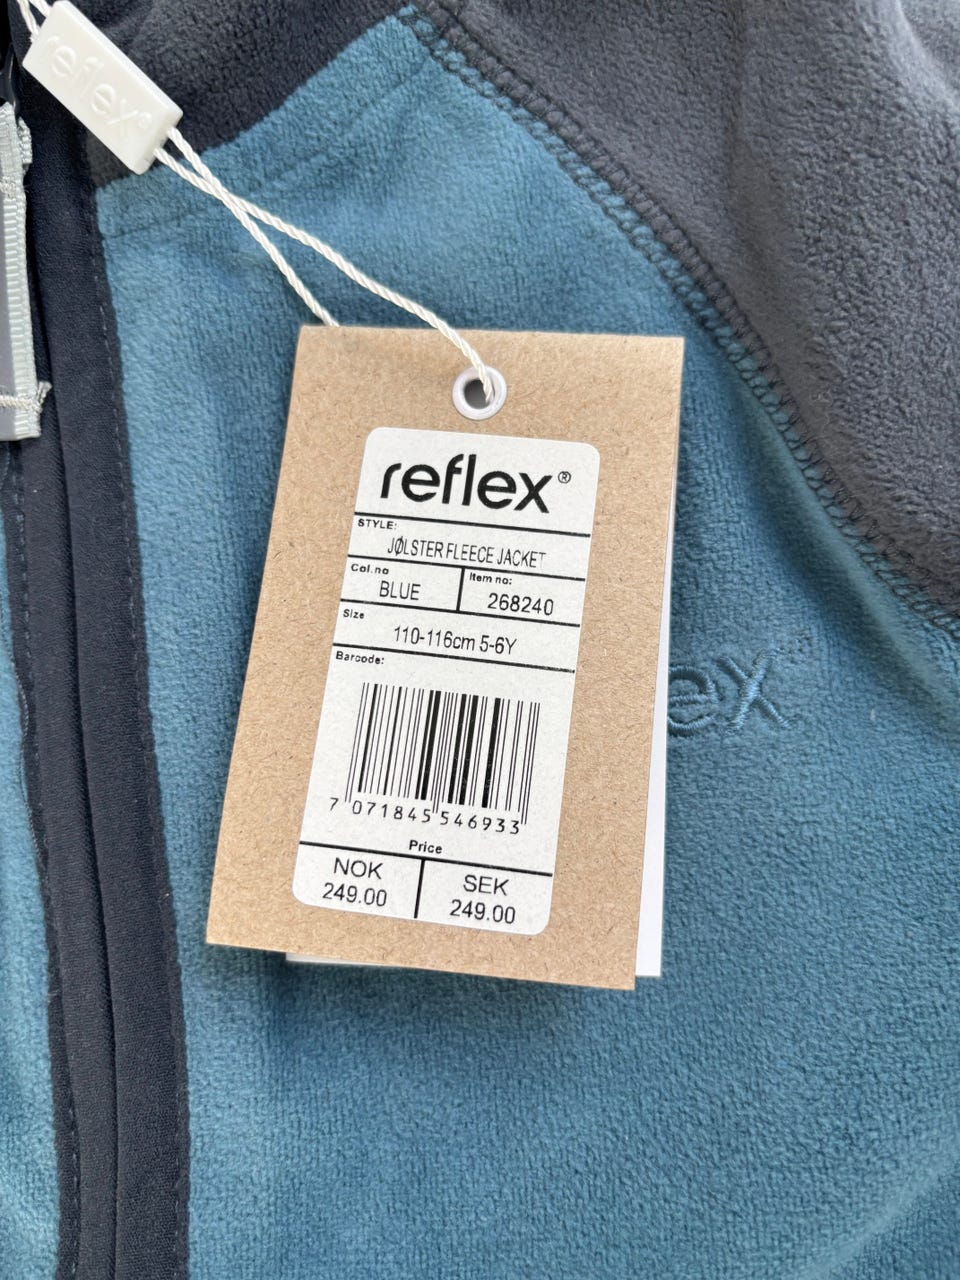 reflex®
reflex®
STYLE:
JØLSTER FLEECE JACKET
Col.no
BLUE
Item no:
268240
Size
110-116cm 5-6Y
Barcode:
7 071845 546933
Price
NOK
249.00
SEK
249.00
eex